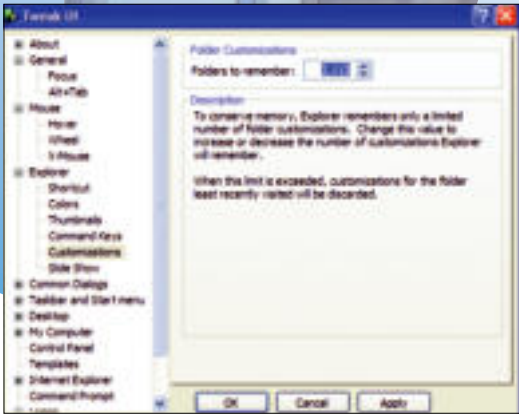 Tweak UI
About
General
Focus
Alt+Tab
Mouse
Hover
Wheel
X-Mouse
Explorer
Shortcut
Colors
Thumbnails
Command Keys
Customizations
Slide Show
Common Dialogs
Taskbar and Start menu
Desktop
My Computer
Control Panel
Templates
Internet Explorer
Command Prompt
Folder Customizations
Folders to remember:
Description
To conserve memory, Explorer remembers only a limited
number of folder customizations. Change this value to
increase or decrease the number of customizations Explorer
will remember.
When this limit is exceeded, customizations for the folder
least recently visited will be discarded.
OK
Cancel
Apply